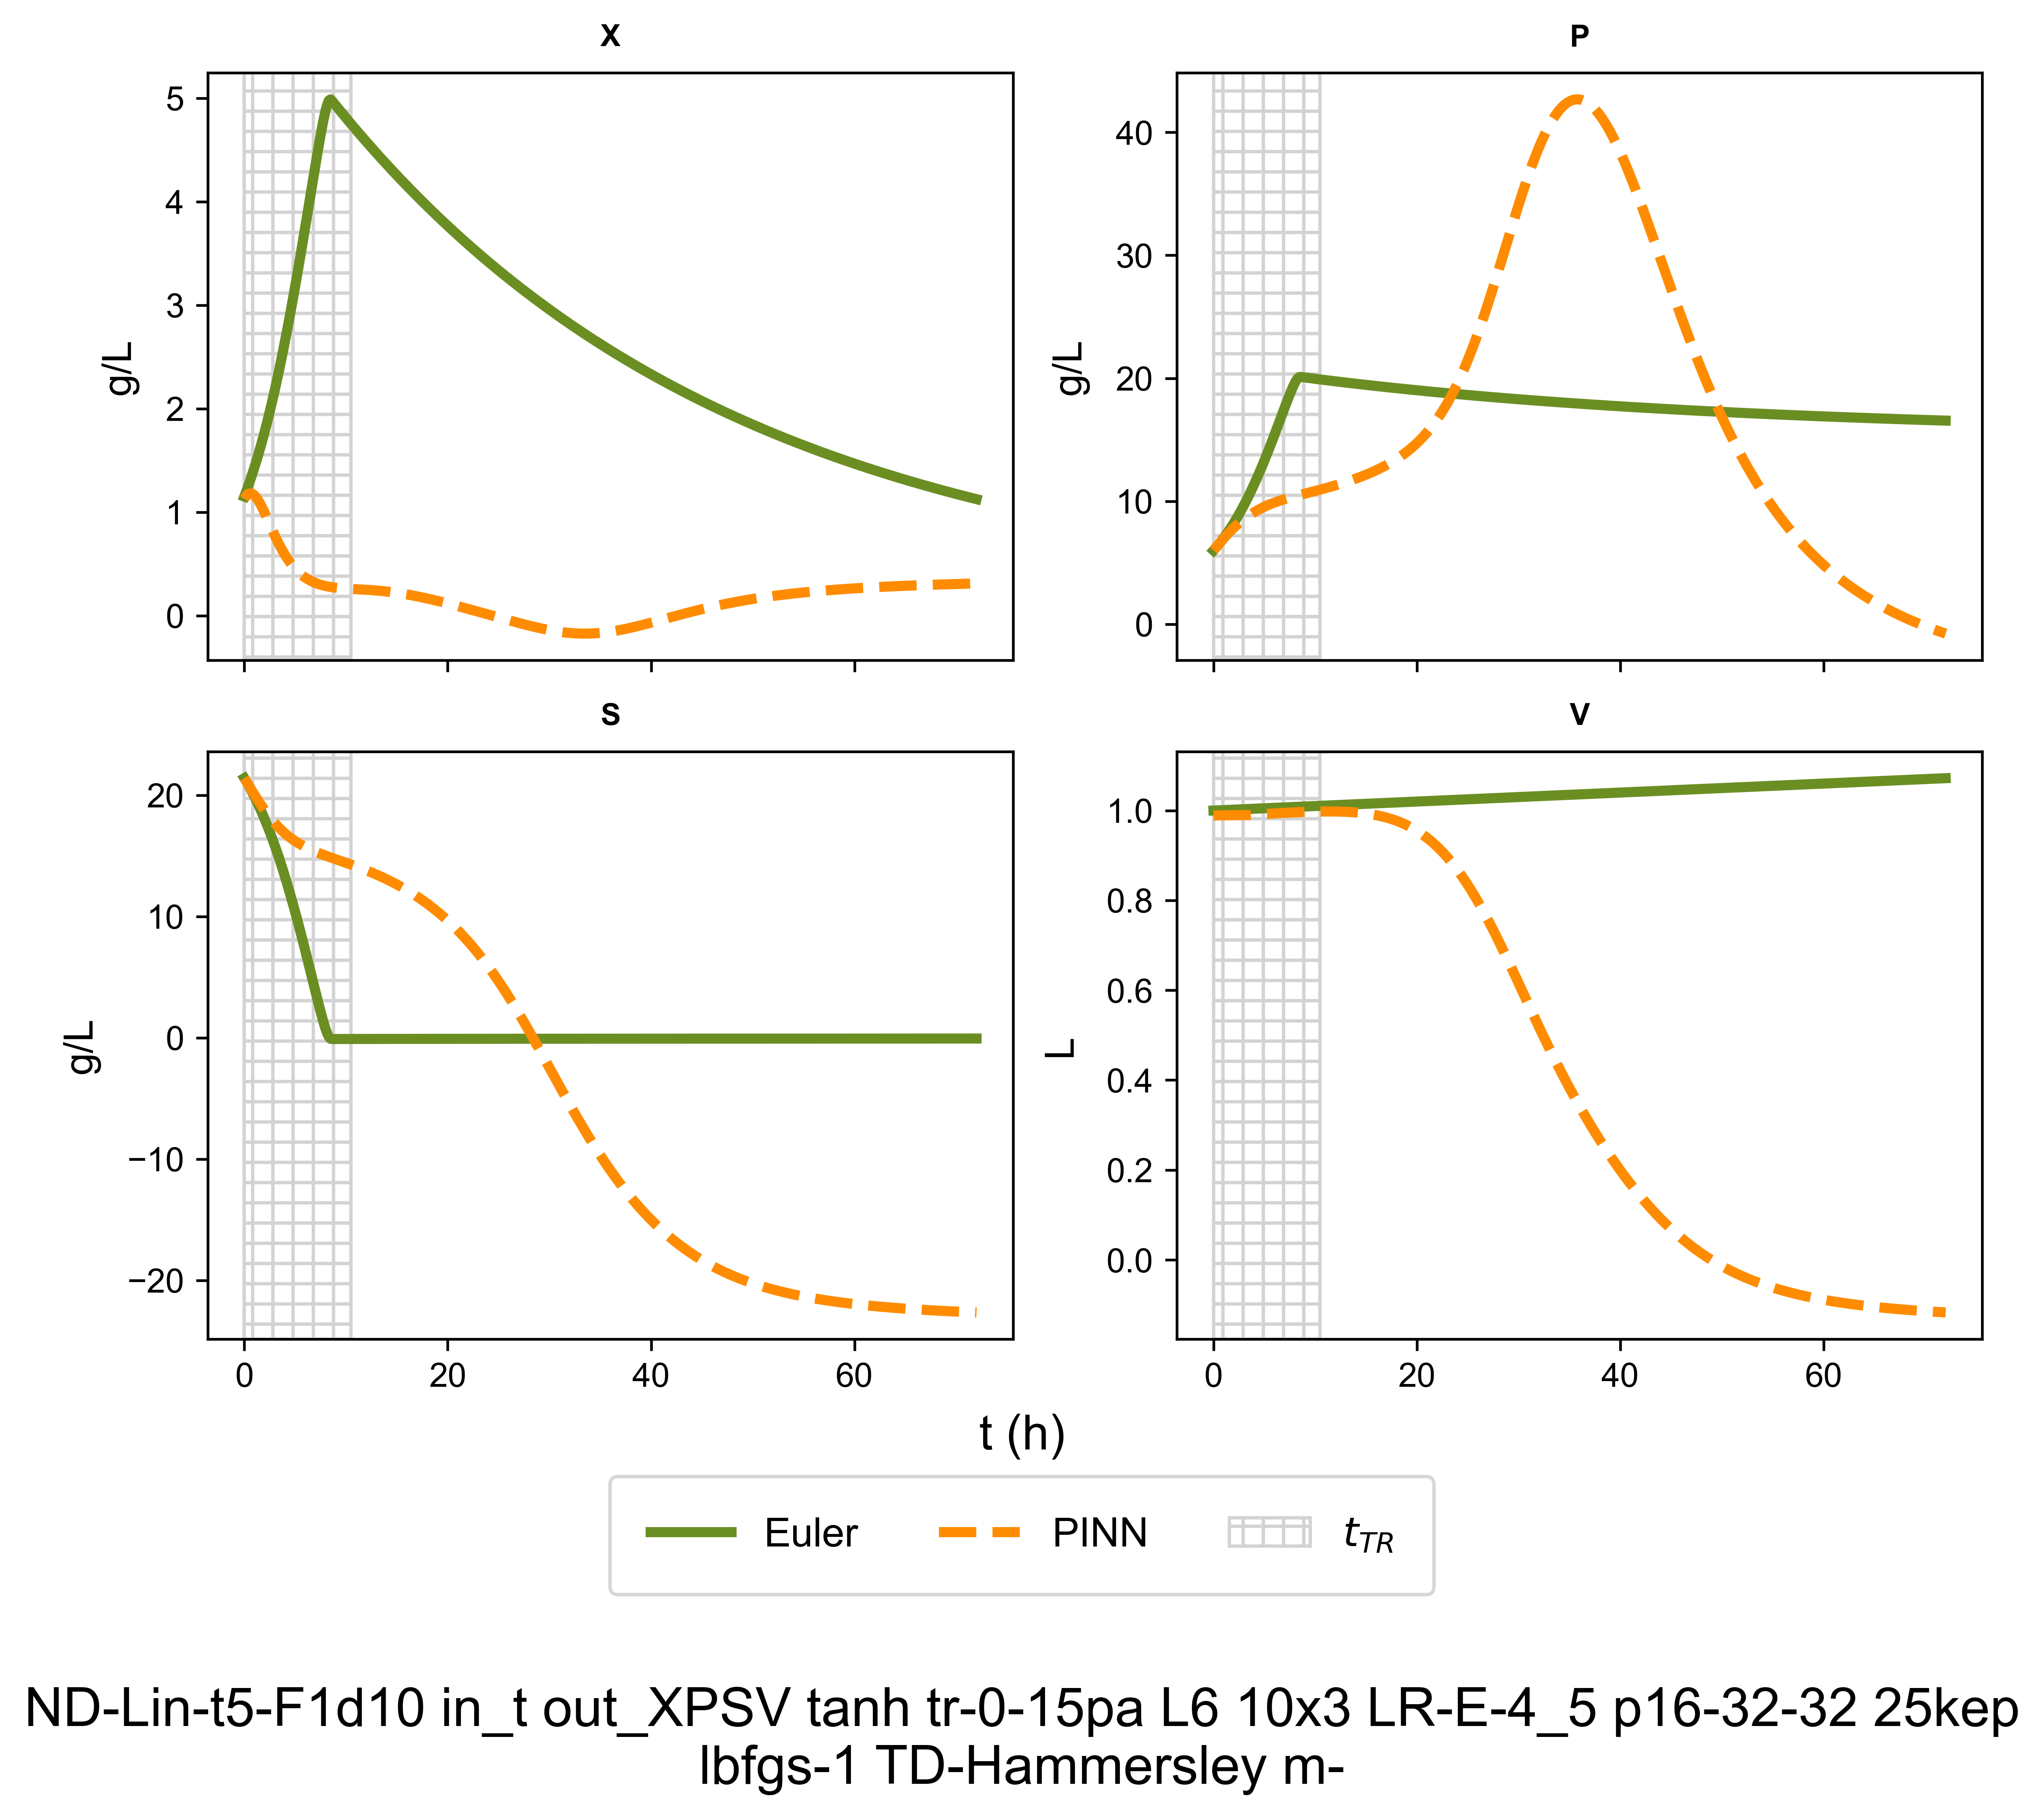 X
P
5
4
3
2
1
0
g/L
40
30
20
10
0
g/L
S
V
20
10
0
−10
−20
g/L
0
20
40
60
1.0
0.8
0.6
0.4
0.2
0.0
L
0
20
40
60
t (h)
Euler
PINN
t_{TR}
ND-Lin-t5-F1d10 in_t out_XPSV tanh tr-0-15pa L6 10x3 LR-E-4_5 p16-32-32 25kep
lbfgs-1 TD-Hammersley m-